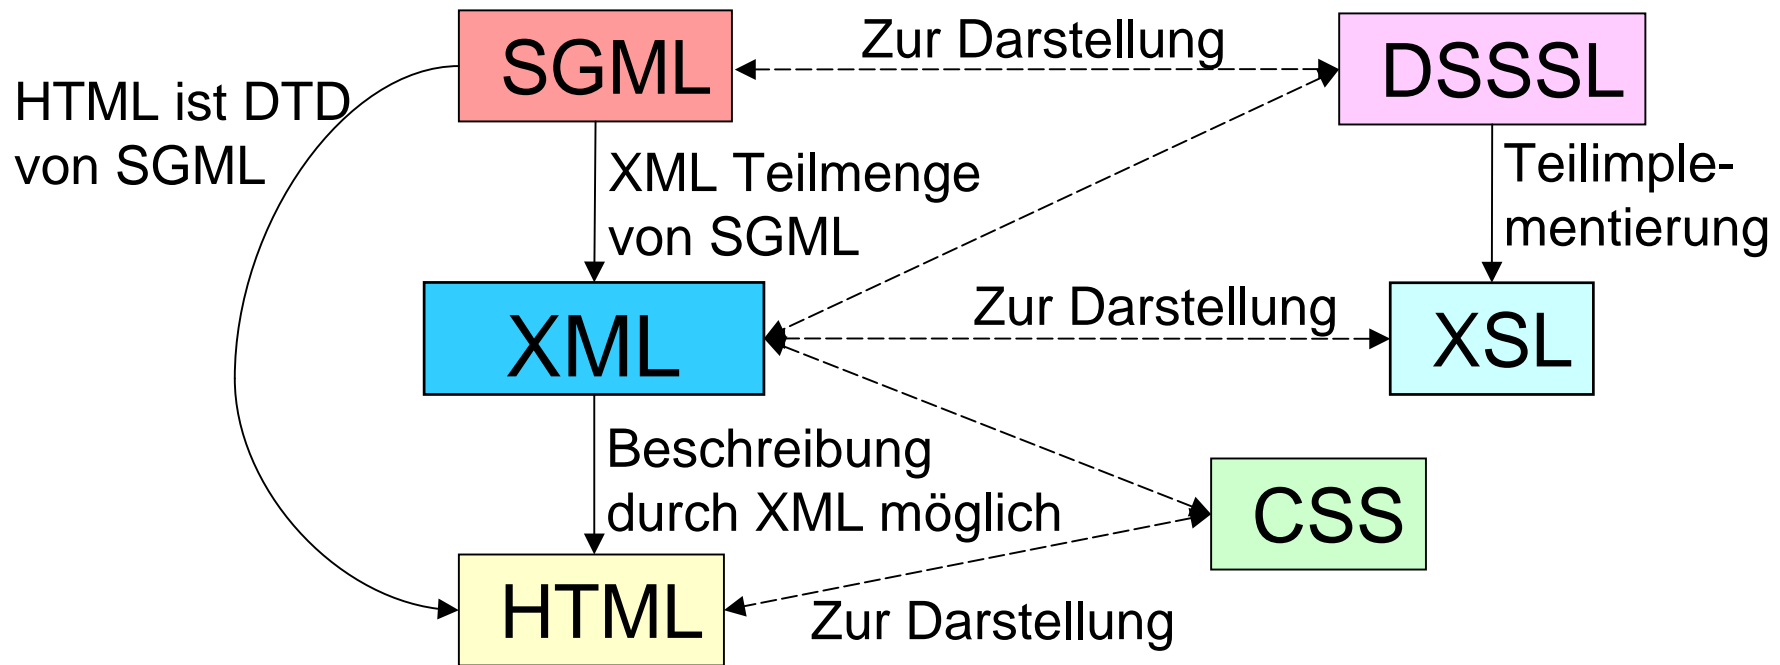 SGML
Zur Darstellung
DSSSL
HTML ist DTD
von SGML
XML Teilmenge
von SGML
Teilimple-
mentierung
XML
Zur Darstellung
XSL
Beschreibung
durch XML möglich
CSS
HTML
Zur Darstellung